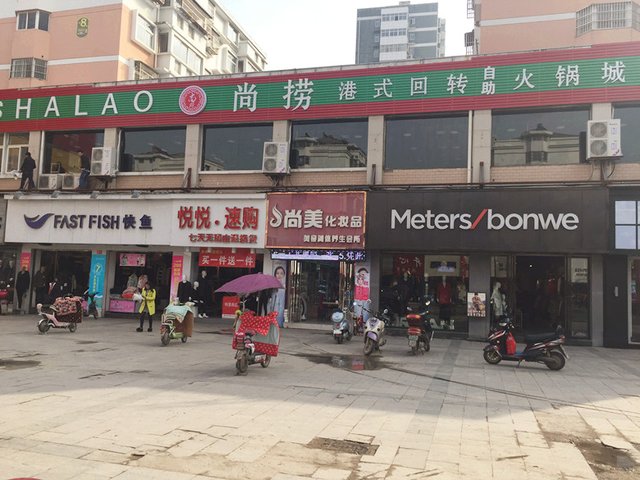 SHALAO 尚捞 港式回转自助火锅城
FAST FISH 快鱼
悦悦·速购
七天无理由退换货
尚美化妆品
Meters/bonwe
买一件送一件